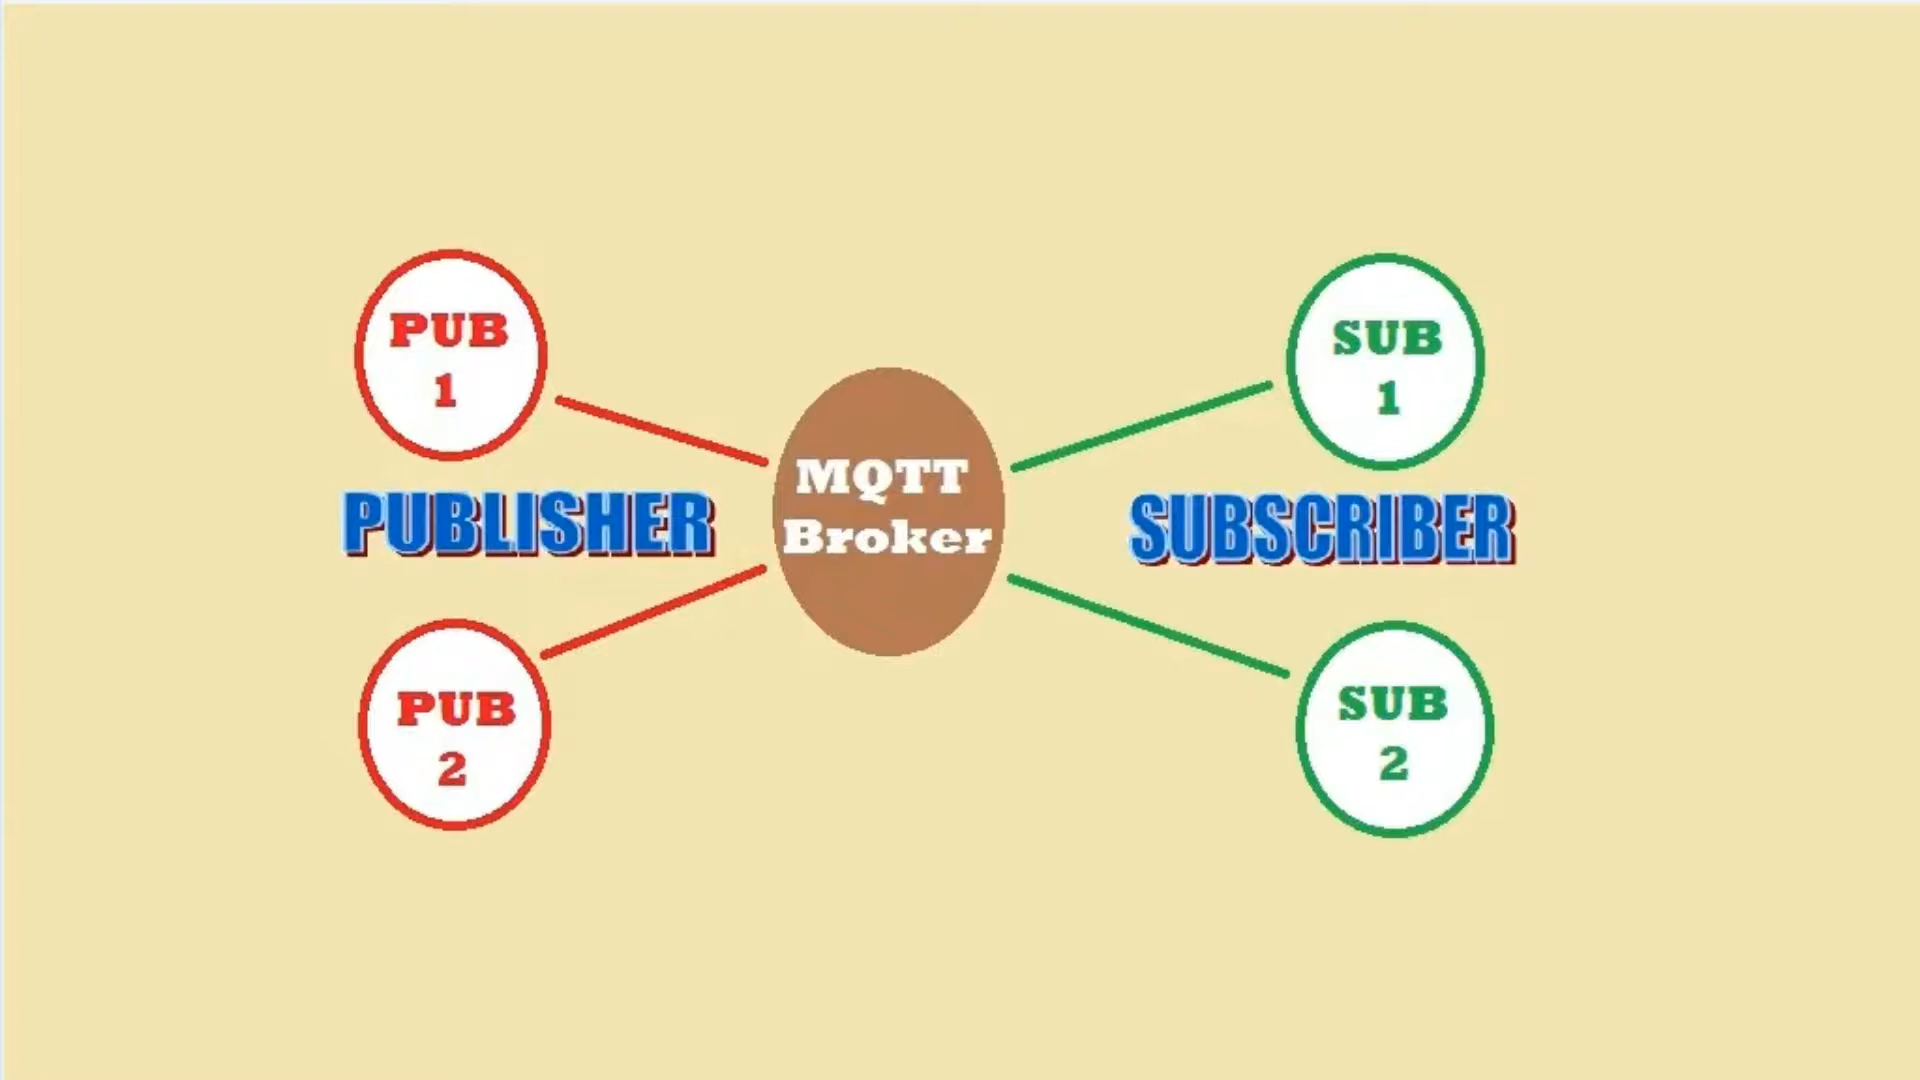 PUB
1
SUB
1
MQTT
Broker
PUBLISHER
SUBSCRIBER
PUB
2
SUB
2